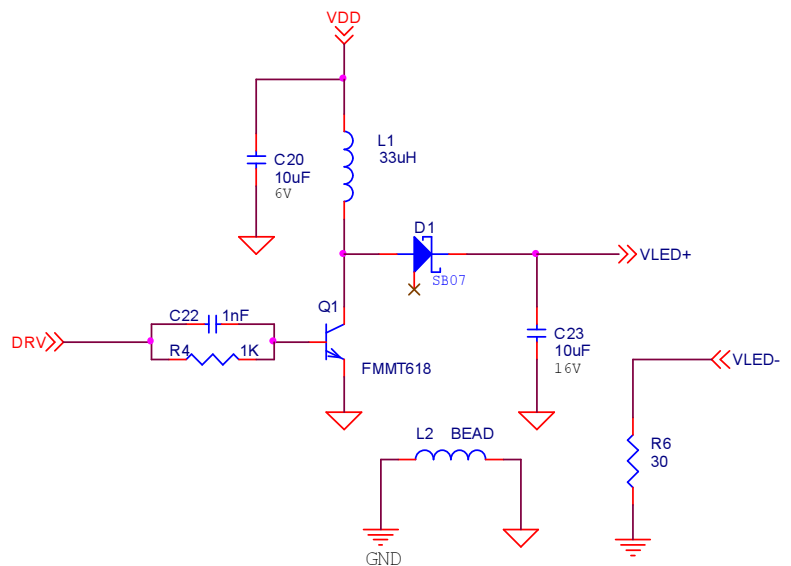 VDD
L1
33uH
C20
10uF
6V
D1
SB07
VLED+
Q1
C22 1nF
DRV
R4 1K
FMMT618
C23
10uF
16V
VLED-
L2 BEAD
R6
30
GND